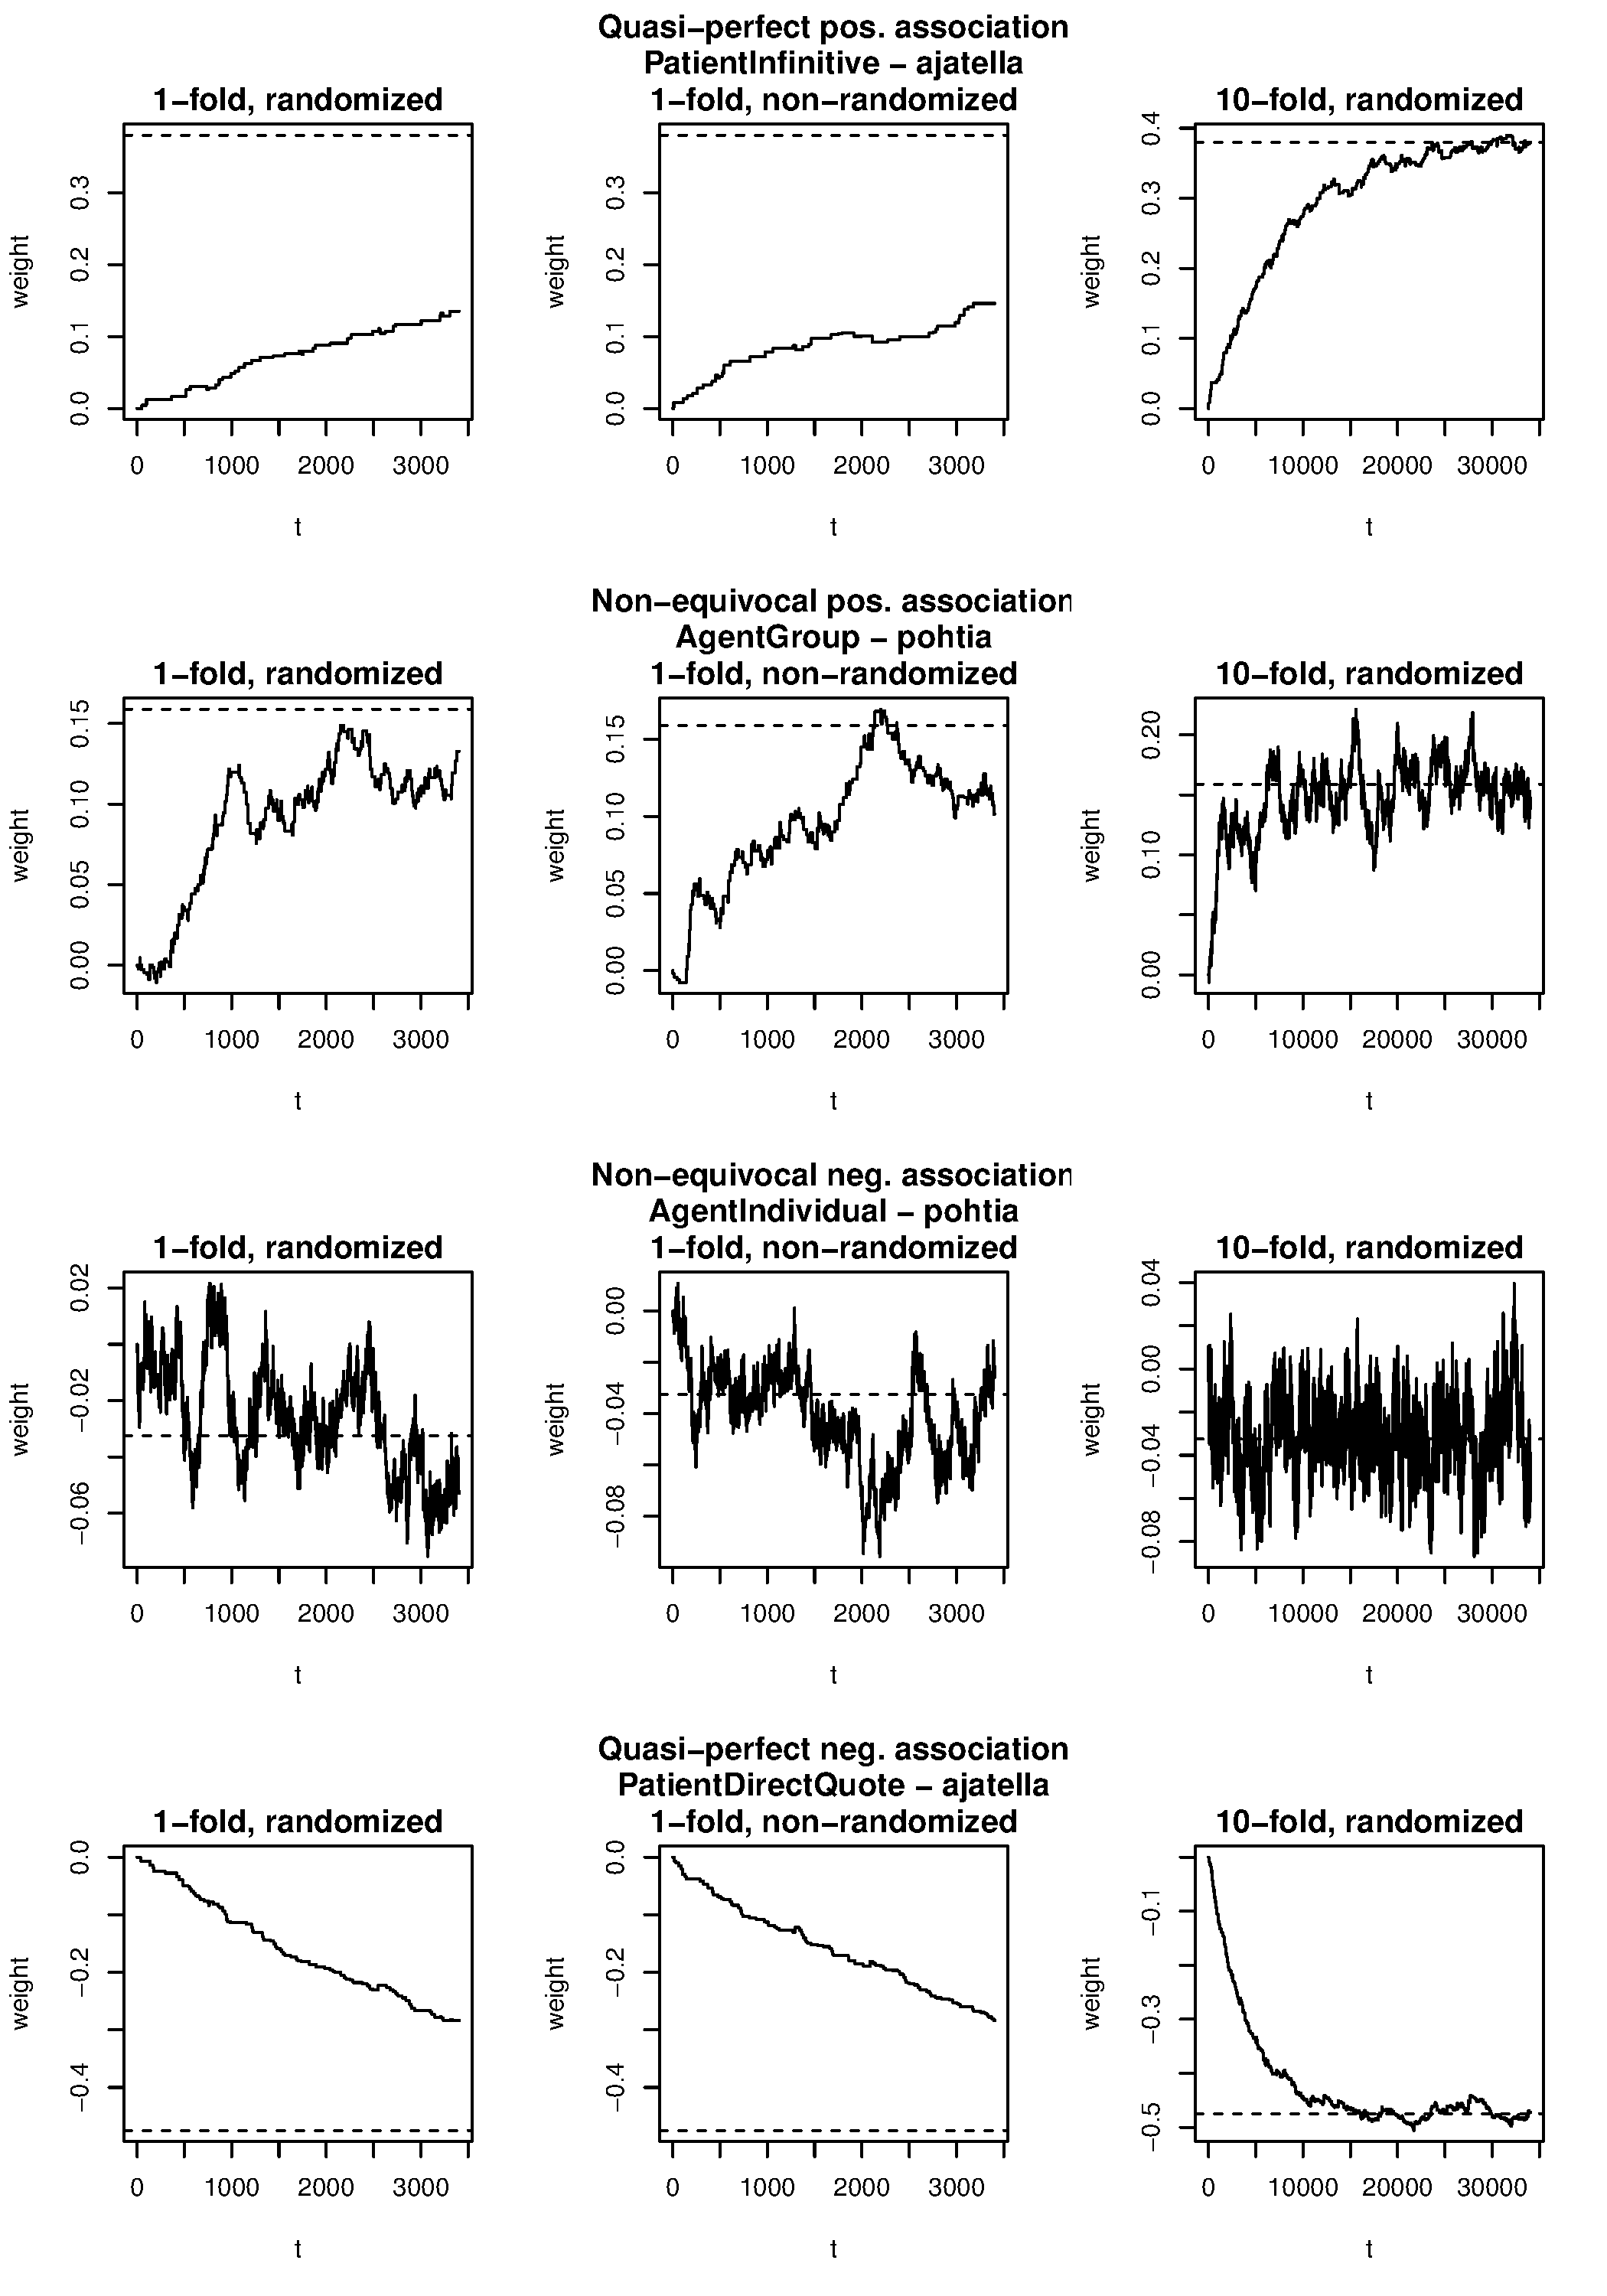 Quasi−perfect pos. association
PatientInfinitive − ajatella
1−fold, randomized
1−fold, non−randomized
10−fold, randomized
weight
0.0 0.1 0.2 0.3
0 1000 2000 3000
t
weight
0.0 0.1 0.2 0.3
0 1000 2000 3000
t
weight
0.0 0.1 0.2 0.3 0.4
0 10000 20000 30000
t
Non−equivocal pos. association
AgentGroup − pohtia
1−fold, randomized
1−fold, non−randomized
10−fold, randomized
weight
0.00 0.05 0.10 0.15
0 1000 2000 3000
t
weight
0.00 0.05 0.10 0.15
0 1000 2000 3000
t
weight
0.00 0.10 0.20
0 10000 20000 30000
t
Non−equivocal neg. association
AgentIndividual − pohtia
1−fold, randomized
1−fold, non−randomized
10−fold, randomized
weight
−0.06 −0.02 0.02
0 1000 2000 3000
t
weight
−0.08 −0.04 0.00
0 1000 2000 3000
t
weight
−0.08 −0.04 0.00 0.04
0 10000 20000 30000
t
Quasi−perfect neg. association
PatientDirectQuote − ajatella
1−fold, randomized
1−fold, non−randomized
10−fold, randomized
weight
−0.4 −0.2 0.0
0 1000 2000 3000
t
weight
−0.4 −0.2 0.0
0 1000 2000 3000
t
weight
−0.5 −0.3 −0.1
0 10000 20000 30000
t